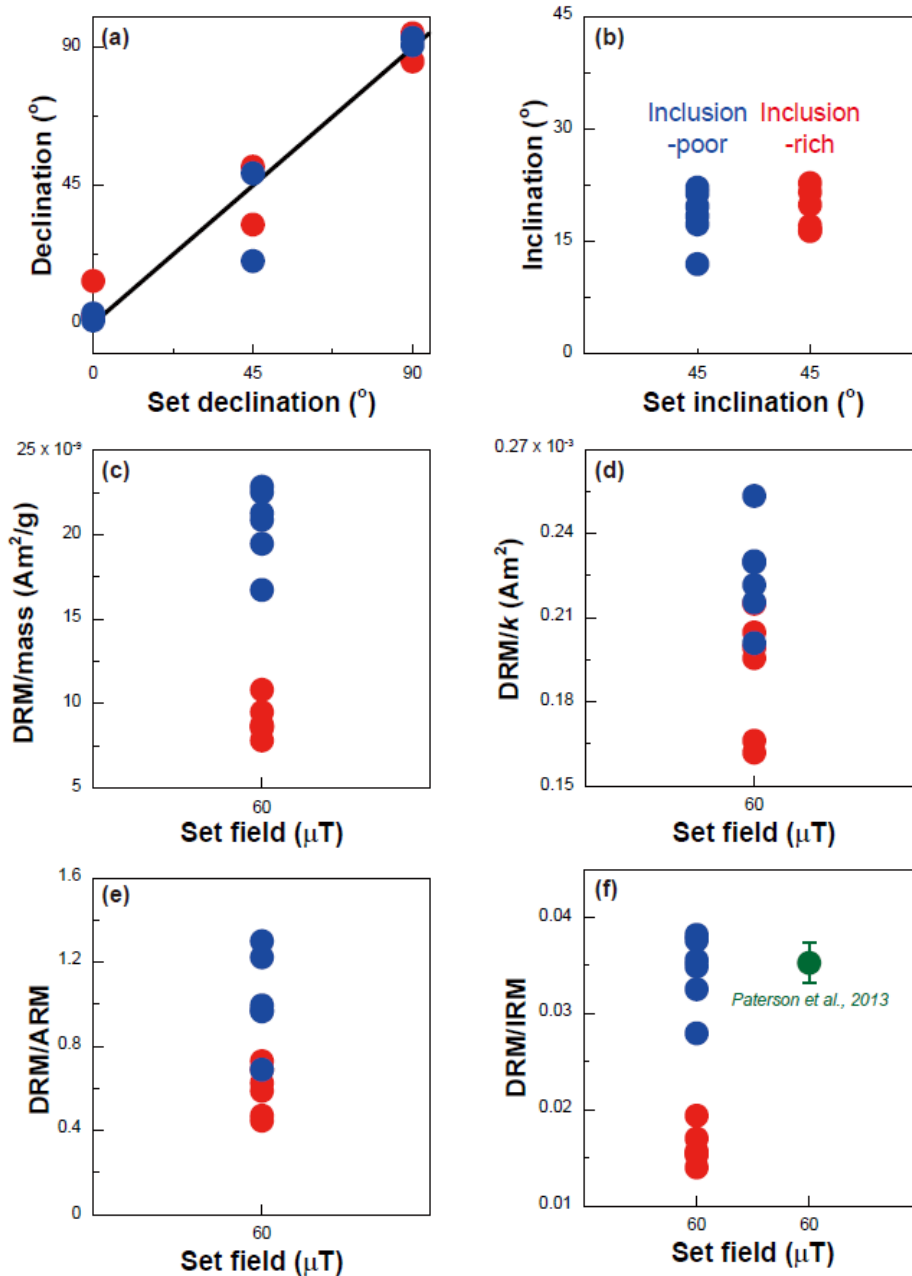 (a)
90
45
0
Declination (°)
0
45
90
Set declination (°)
(b)
45
30
15
0
Inclination (°)
Inclusion
-poor
Inclusion
-rich
45
45
Set inclination (°)
(c)
25 x 10⁻⁹
20
15
10
5
DRM/mass (Am²/g)
60
Set field (μT)
(d)
0.27 x 10⁻³
0.24
0.21
0.18
0.15
DRM/k (Am²)
60
Set field (μT)
(e)
1.6
1.2
0.8
0.4
0
DRM/ARM
60
Set field (μT)
(f)
0.04
0.03
0.02
0.01
DRM/IRM
Paterson et al., 2013
60
60
Set field (μT)